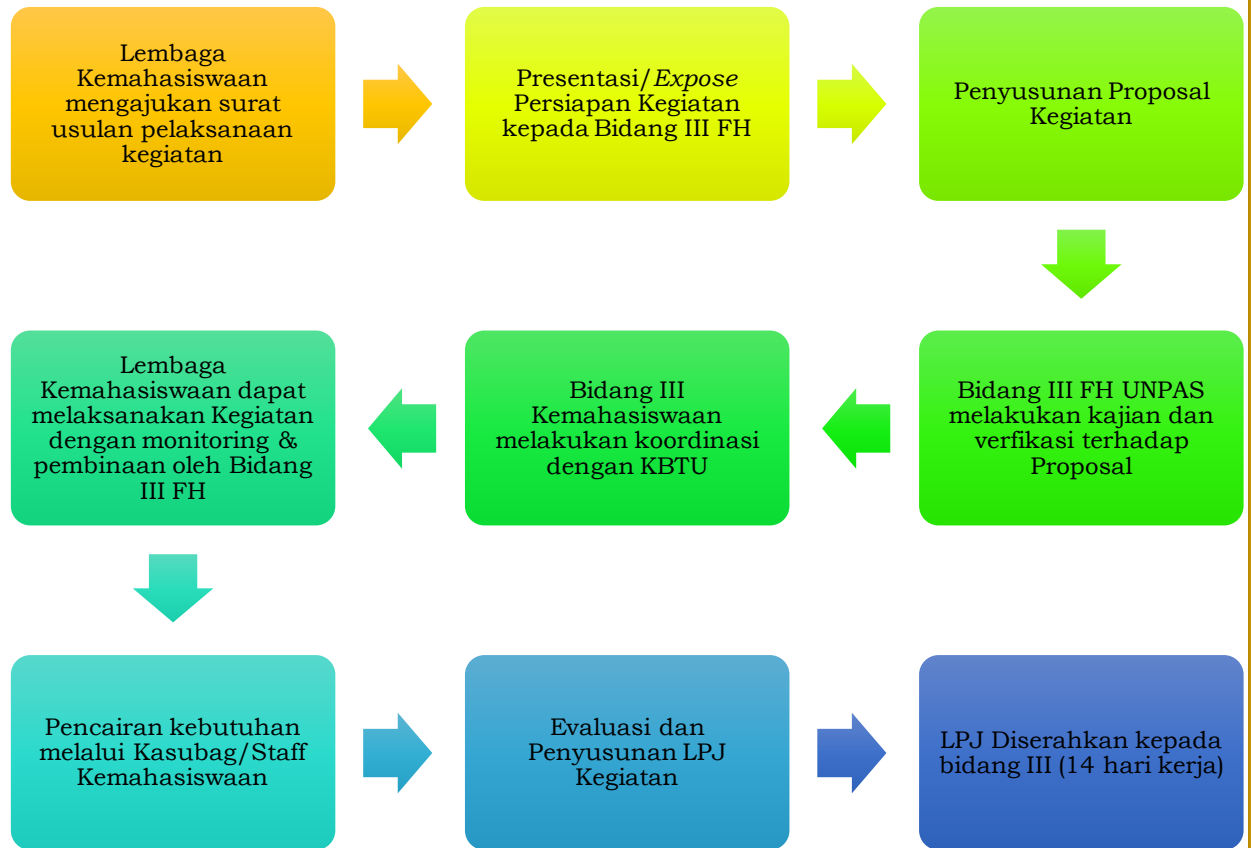 Lembaga
Kemahasiswaan
mengajukan surat
usulan pelaksanaan
kegiatan
Presentasi/Expose
Persiapan Kegiatan
kepada Bidang III FH
Penyusunan Proposal
Kegiatan
Bidang III FH UNPAS
melakukan kajian dan
verfikasi terhadap
Proposal
Bidang III
Kemahasiswaan
melakukan koordinasi
dengan KBTU
Lembaga
Kemahasiswaan dapat
melaksanakan Kegiatan
dengan monitoring &
pembinaan oleh Bidang
III FH
Pencairan kebutuhan
melalui Kasubag/Staff
Kemahasiswaan
Evaluasi dan
Penyusunan LPJ
Kegiatan
LPJ Diserahkan kepada
bidang III (14 hari kerja)